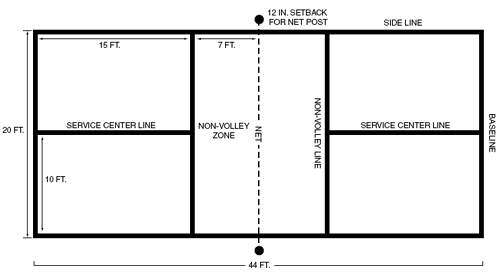 12 IN. SETBACK
FOR NET POST
SIDE LINE
15 FT.
7 FT.
SERVICE CENTER LINE
NON-VOLLEY
ZONE
NET
NON-VOLLEY LINE
SERVICE CENTER LINE
BASELINE
20 FT.
10 FT.
44 FT.